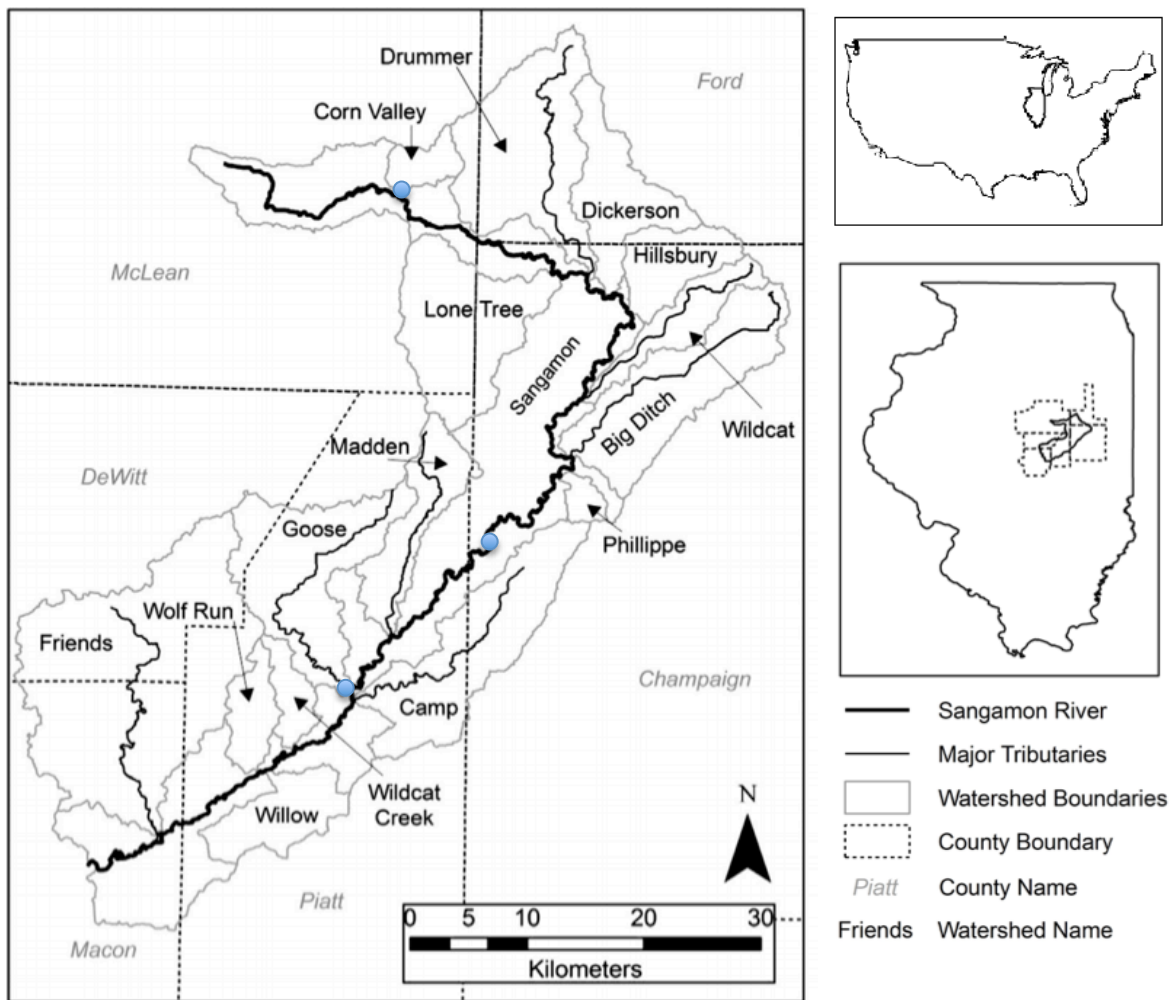 Drummer
Ford
Corn Valley
Dickerson
Hillsbury
McLean
Lone Tree
Sangamon
Wildcat
Big Ditch
Madden
DeWitt
Goose
Phillippe
Wolf Run
Friends
Champaign
Camp
Wildcat
Creek
Willow
Piatt
Macon
N
0 5 10 20 30
Kilometers
Sangamon River
Major Tributaries
Watershed Boundaries
County Boundary
Piatt County Name
Friends Watershed Name